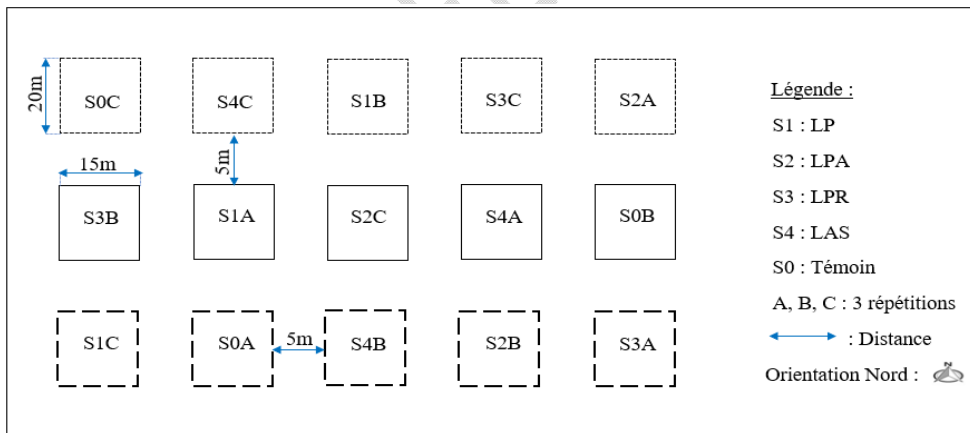 20m
S0C S4C S1B S3C S2A
5m
15m
S3B S1A S2C S4A S0B
S1C S0A 5m S4B S2B S3A
Légende :
S1 : LP
S2 : LPA
S3 : LPR
S4 : LAS
S0 : Témoin
A, B, C : 3 répétitions
: Distance
Orientation Nord :
N